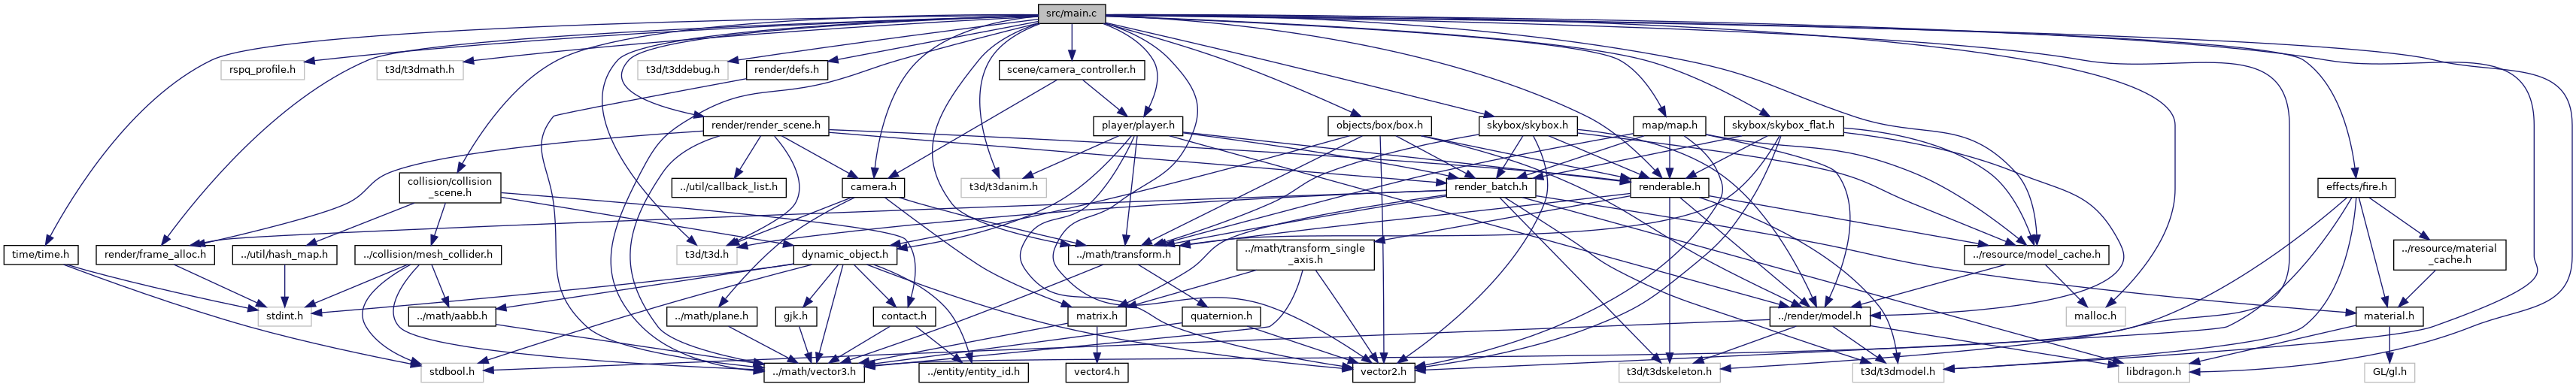 src/main.c
rspq_profile.h
t3d/t3dmath.h
t3d/t3ddebug.h
render/defs.h
scene/camera_controller.h
render/render_scene.h
player/player.h
objects/box/box.h
skybox/skybox.h
map/map.h
skybox/skybox_flat.h
collision/collision
_scene.h
../util/callback_list.h
camera.h
t3d/t3danim.h
render_batch.h
renderable.h
effects/fire.h
time/time.h
render/frame_alloc.h
../util/hash_map.h
../collision/mesh_collider.h
t3d/t3d.h
dynamic_object.h
../math/transform.h
../math/transform_single
_axis.h
../resource/model_cache.h
../resource/material
_cache.h
stdint.h
../math/aabb.h
../math/plane.h
gjk.h
contact.h
matrix.h
quaternion.h
../render/model.h
malloc.h
material.h
stdbool.h
../math/vector3.h
../entity/entity_id.h
vector4.h
vector2.h
t3d/t3dskeleton.h
t3d/t3dmodel.h
libdragon.h
GL/gl.h